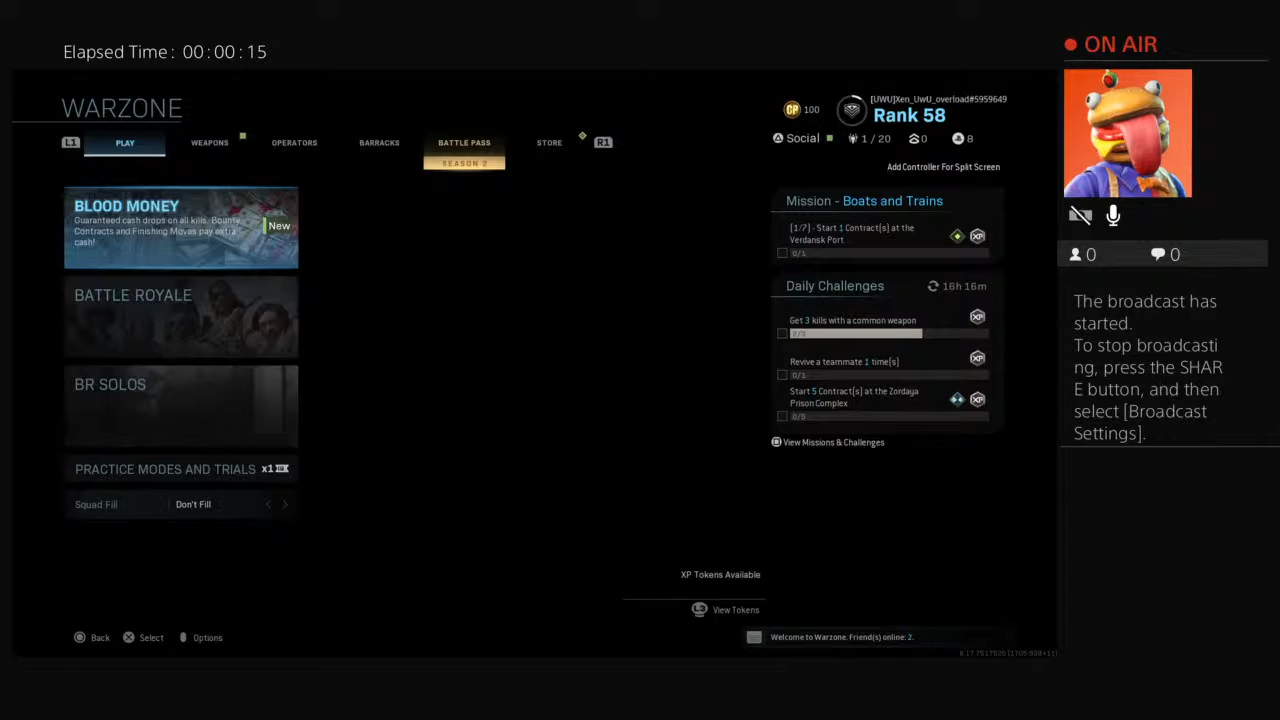 Elapsed Time: 00:00:15
ON AIR
WARZONE
CP 100
[UWU]Xen_UwU_overload#5959649
Rank 58
L1 PLAY WEAPONS OPERATORS BARRACKS BATTLE PASS STORE R1
SEASON 2
Social 1 / 20 0 8
Add Controller For Split Screen
BLOOD MONEY
Guaranteed cash drops on all kills. Bounty
Contracts and Finishing Moves pay extra
cash!
New
BATTLE ROYALE
BR SOLOS
PRACTICE MODES AND TRIALS x1
Squad Fill Don't Fill
Mission - Boats and Trains
[1/7] - Start 1 Contract(s) at the
Verdansk Port
XP
0/1
Daily Challenges 16h 16m
Get 3 kills with a common weapon
XP
2/3
Revive a teammate 1 time(s)
XP
0/1
Start 5 Contract(s) at the Zordaya
Prison Complex
XP
0/5
View Missions & Challenges
XP Tokens Available
L3 View Tokens
Back Select Options
Welcome to Warzone. Friend(s) online: 2.
0 0
The broadcast has
started.
To stop broadcasti
ng, press the SHAR
E button, and then
select [Broadcast
Settings].